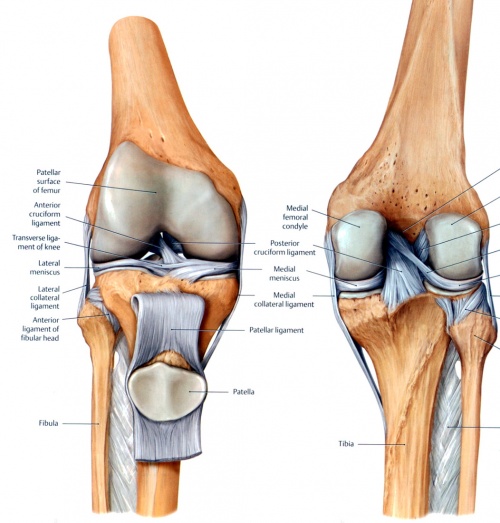 Patellar
surface
of femur
Anterior
cruciform
ligament
Transverse liga-
ment of knee
Lateral
meniscus
Lateral
collateral
ligament
Anterior
ligament of
fibular head
Fibula
Medial
femoral
condyle
Posterior
cruciform ligament
Medial
meniscus
Medial
collateral ligament
Patellar ligament
Patella
Tibia